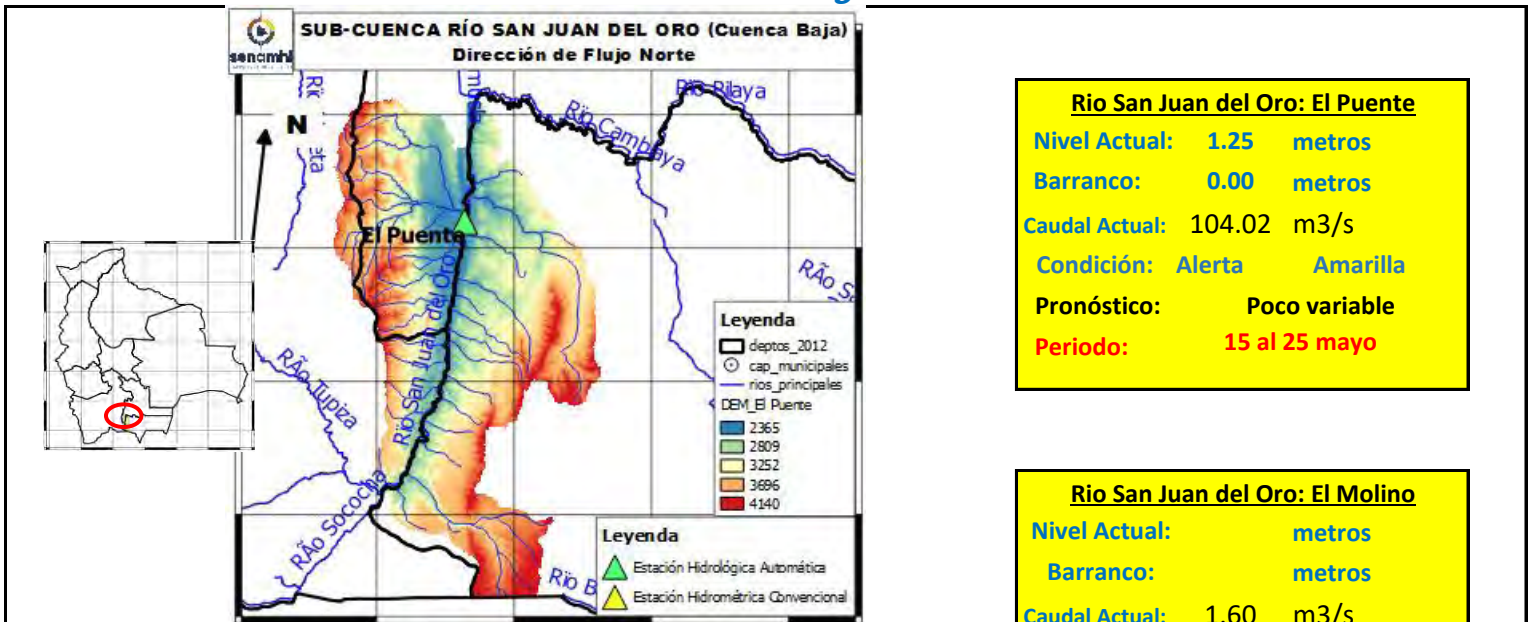 senamhi
SUB-CUENCA RÍO SAN JUAN DEL ORO (Cuenca Baja)
Dirección de Flujo Norte
N
Río Pilaya
Río Camblaya
El Puente
Río San Juan del Oro
RÃo Tupiza
RÃo Sococha
RÃo S
Río B
Leyenda
deptos_2012
cap_municipales
rios_principales
DEM_El Puente
2365
2809
3252
3696
4140
Leyenda
Estación Hidrológica Automática
Estación Hidrométrica Convencional
Rio San Juan del Oro: El Puente
Nivel Actual: 1.25 metros
Barranco: 0.00 metros
Caudal Actual: 104.02 m3/s
Condición: Alerta Amarilla
Pronóstico: Poco variable
Periodo: 15 al 25 mayo
Rio San Juan del Oro: El Molino
Nivel Actual: metros
Barranco: metros
Caudal Actual: 1.60 m3/s